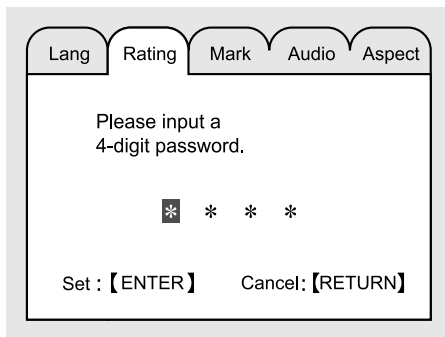 Lang Rating Mark Audio Aspect
Please input a
4-digit password.
* * * *
Set :【ENTER】 Cancel:【RETURN】